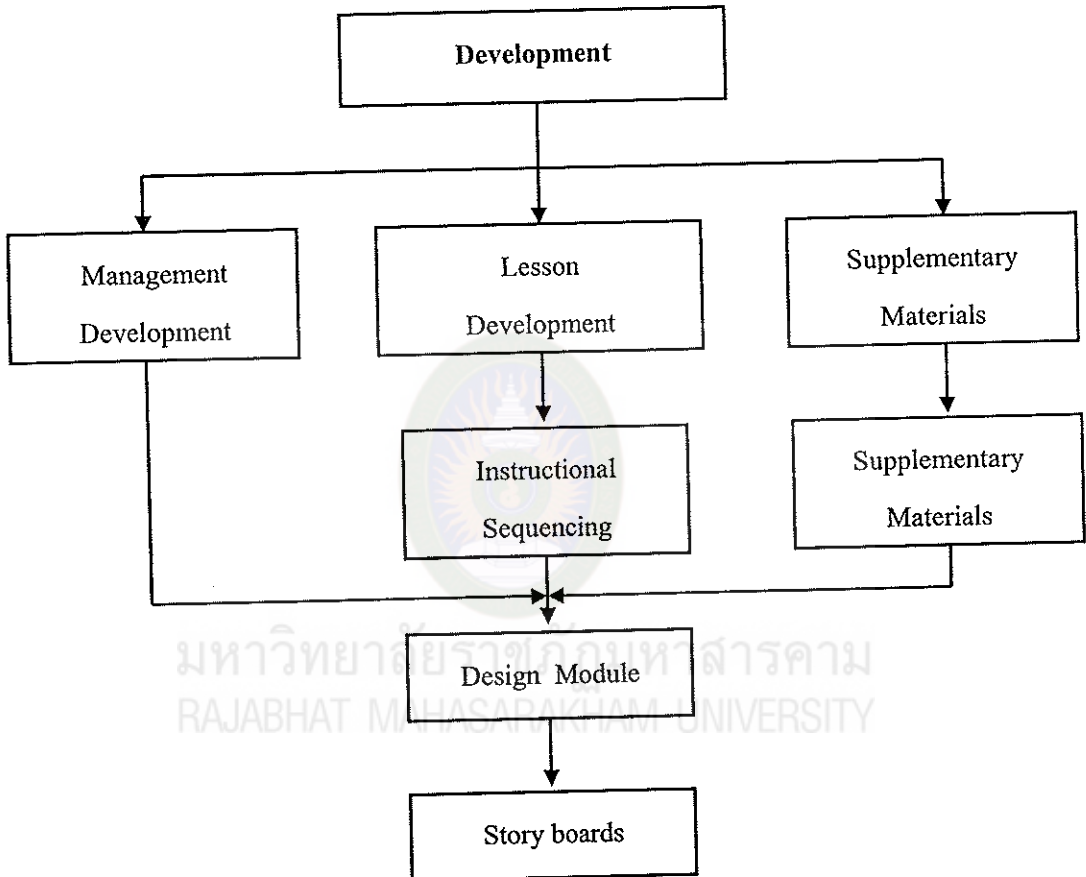 Development
Management
Development
Lesson
Development
Supplementary
Materials
Instructional
Sequencing
Supplementary
Materials
มหาวิทยาลัยราชภัฏมหาสารคาม
RAJABHAT MAHASARAKHAM UNIVERSITY
Design Module
Story boards